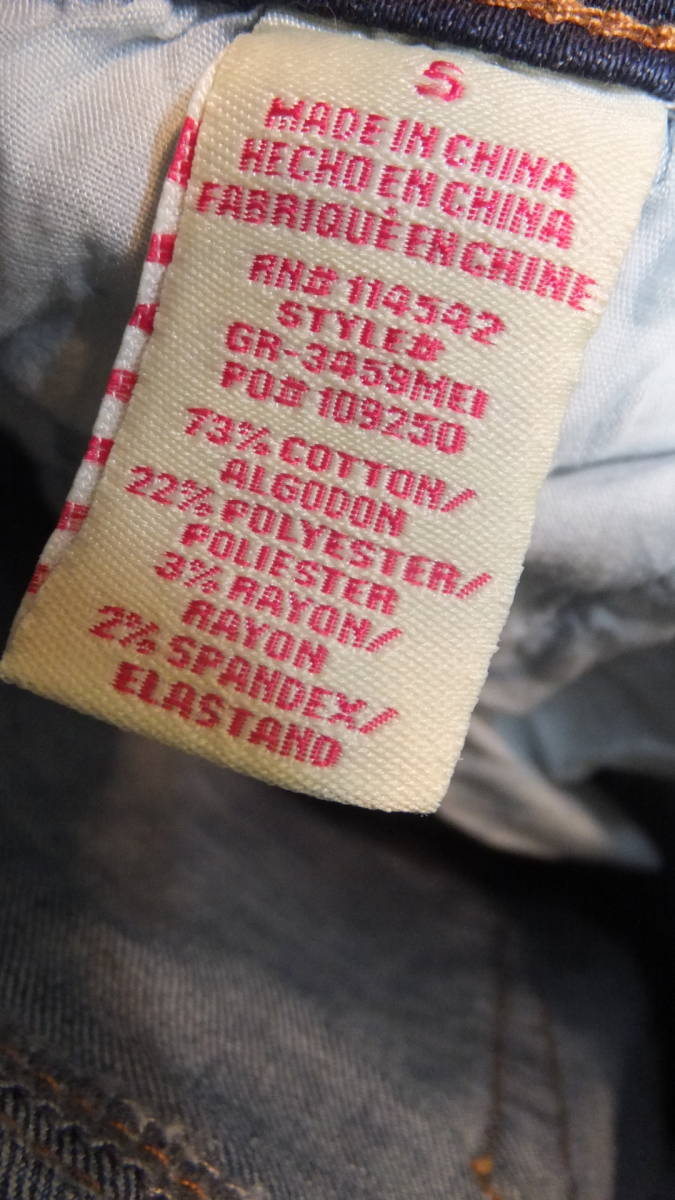 5
MADE IN CHINA
HECHO EN CHINA
FABRIQUÉ EN CHINE
RN# 114542
STYLE#
GR-3459MEI
PO# 109250
73% COTTON/
ALGODON
22% POLYESTER/
POLIESTER
3% RAYON/
RAYON
2% SPANDEX/
ELASTANO